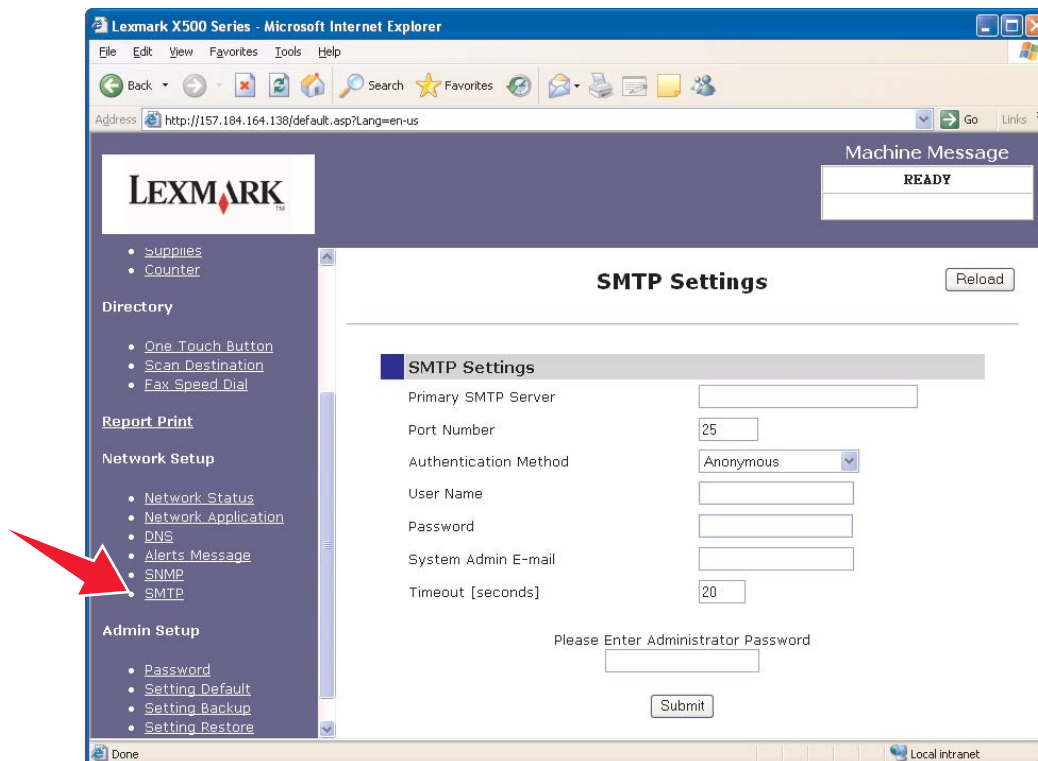 Lexmark X500 Series - Microsoft Internet Explorer
File Edit View Favorites Tools Help
Back Search Favorites
Address http://157.184.164.138/default.asp?Lang=en-us Go Links
Machine Message
READY
LEXMARK TM
Supplies
Counter
Directory
One Touch Button
Scan Destination
Fax Speed Dial
Report Print
Network Setup
Network Status
Network Application
DNS
Alerts Message
SNMP
SMTP
Admin Setup
Password
Setting Default
Setting Backup
Setting Restore
SMTP Settings Reload
SMTP Settings
Primary SMTP Server
Port Number 25
Authentication Method Anonymous
User Name
Password
System Admin E-mail
Timeout [seconds] 20
Please Enter Administrator Password
Submit
Done Local intranet